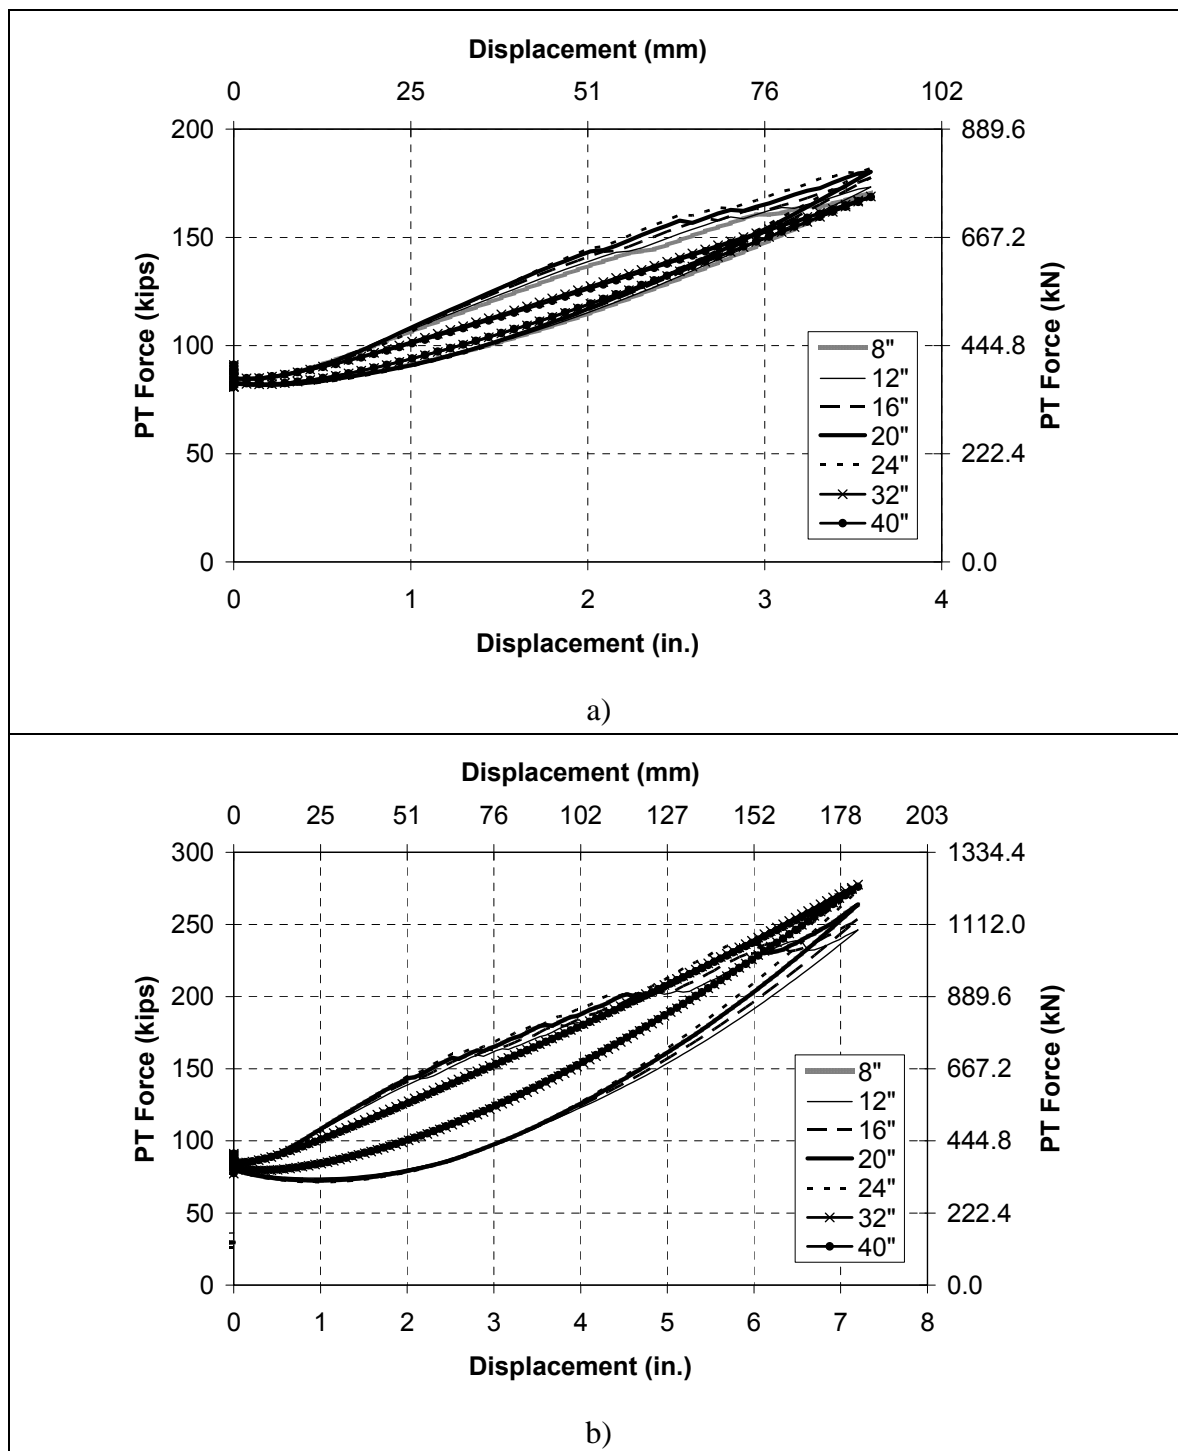 Displacement (mm)
0 25 51 76 102
200 889.6
150 667.2
100 444.8
50 222.4
0 0.0
PT Force (kips)
PT Force (kN)
8"
12"
16"
20"
24"
32"
40"
0 1 2 3 4
Displacement (in.)
a)
Displacement (mm)
0 25 51 76 102 127 152 178 203
300 1334.4
250 1112.0
200 889.6
150 667.2
100 444.8
50 222.4
0 0.0
PT Force (kips)
PT Force (kN)
8"
12"
16"
20"
24"
32"
40"
0 1 2 3 4 5 6 7 8
Displacement (in.)
b)